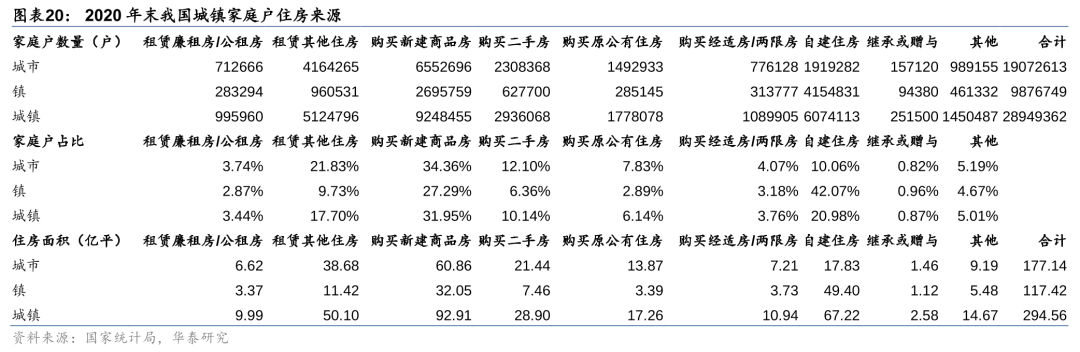 图表20： 2020 年末我国城镇家庭户住房来源
家庭户数量（户） 租赁廉租房/公租房 租赁其他住房 购买新建商品房 购买二手房 购买原公有住房 购买经适房/两限房 自建住房 继承或赠与 其他 合计
城市 712666 4164265 6552696 2308368 1492933 776128 1919282 157120 989155 19072613
镇 283294 960531 2695759 627700 285145 313777 4154831 94380 461332 9876749
城镇 995960 5124796 9248455 2936068 1778078 1089905 6074113 251500 1450487 28949362
家庭户占比 租赁廉租房/公租房 租赁其他住房 购买新建商品房 购买二手房 购买原公有住房 购买经适房/两限房 自建住房 继承或赠与 其他
城市 3.74% 21.83% 34.36% 12.10% 7.83% 4.07% 10.06% 0.82% 5.19%
镇 2.87% 9.73% 27.29% 6.36% 2.89% 3.18% 42.07% 0.96% 4.67%
城镇 3.44% 17.70% 31.95% 10.14% 6.14% 3.76% 20.98% 0.87% 5.01%
住房面积（亿平） 租赁廉租房/公租房 租赁其他住房 购买新建商品房 购买二手房 购买原公有住房 购买经适房/两限房 自建住房 继承或赠与 其他 合计
城市 6.62 38.68 60.86 21.44 13.87 7.21 17.83 1.46 9.19 177.14
镇 3.37 11.42 32.05 7.46 3.39 3.73 49.40 1.12 5.48 117.42
城镇 9.99 50.10 92.91 28.90 17.26 10.94 67.22 2.58 14.67 294.56
资料来源：国家统计局，华泰研究